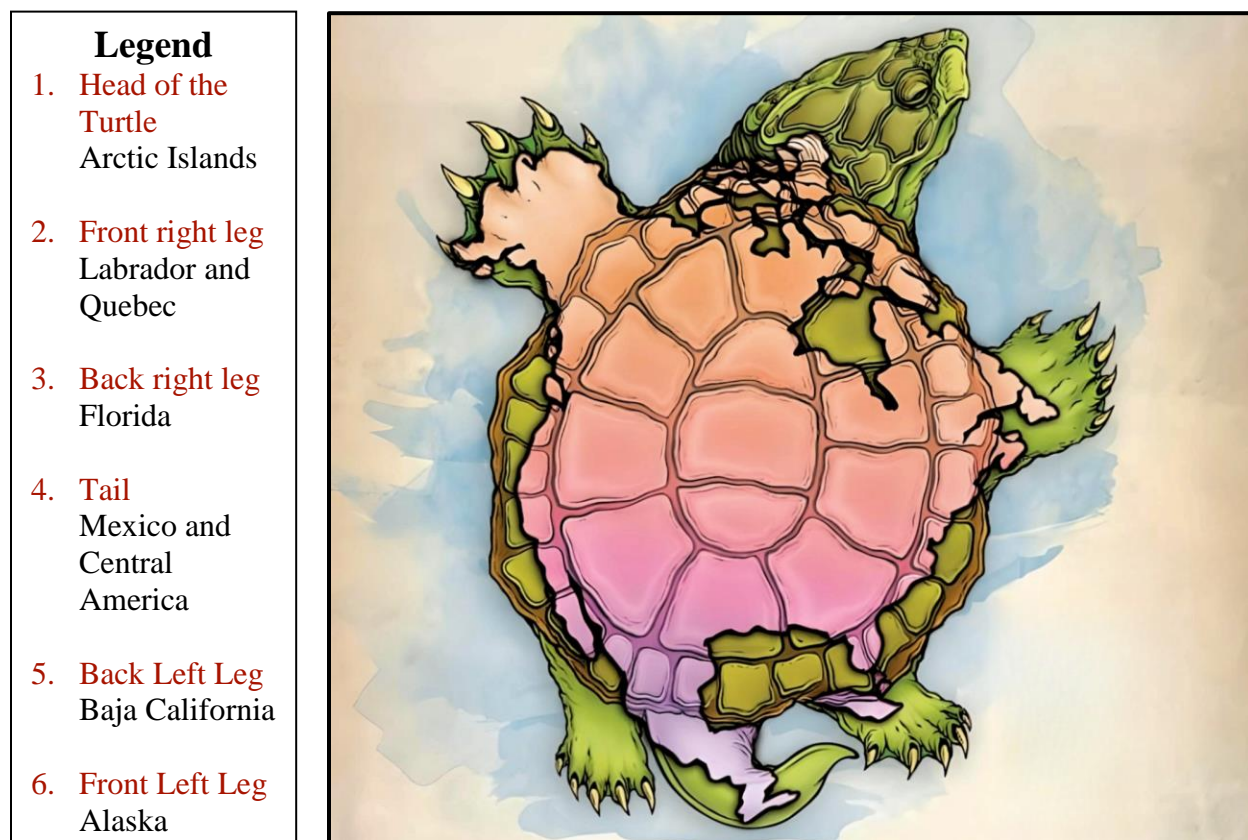 Legend
1. Head of the
Turtle
Arctic Islands
2. Front right leg
Labrador and
Quebec
3. Back right leg
Florida
4. Tail
Mexico and
Central
America
5. Back Left Leg
Baja California
6. Front Left Leg
Alaska